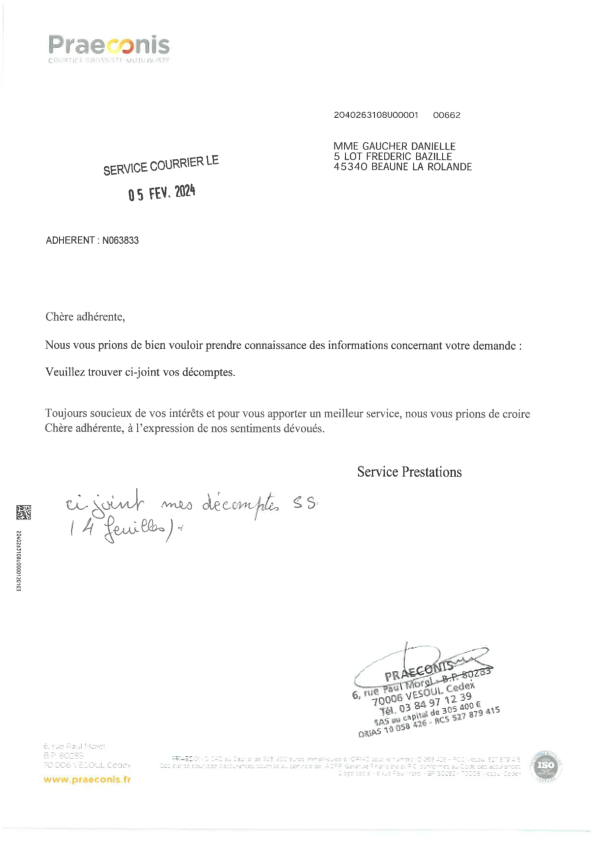 Praeconis
COURTIER GROSSISTE MUTUALISTE
2040263108U00001 00662
MME GAUCHER DANIELLE
5 LOT FREDERIC BAZILLE
45340 BEAUNE LA ROLANDE
SERVICE COURRIER LE
05 FEV. 2024
ADHERENT : N063833
Chère adhérente,
Nous vous prions de bien vouloir prendre connaissance des informations concernant votre demande :
Veuillez trouver ci-joint vos décomptes.
Toujours soucieux de vos intérêts et pour vous apporter un meilleur service, nous vous prions de croire
Chère adhérente, à l'expression de nos sentiments dévoués.
Service Prestations
ci joint mes décomptes SS
(4 feuilles).
PRAECONIS
6, rue Paul Morel - B.P. 80283
70006 VESOUL Cedex
Tél. 03 84 97 12 39
SAS au capital de 305 400 €
ORIAS 10 058 426 - RCS 527 879 415
6, rue Paul Morel
B.P. 80283
70 006 VESOUL Cedex
www.praeconis.fr
ISO